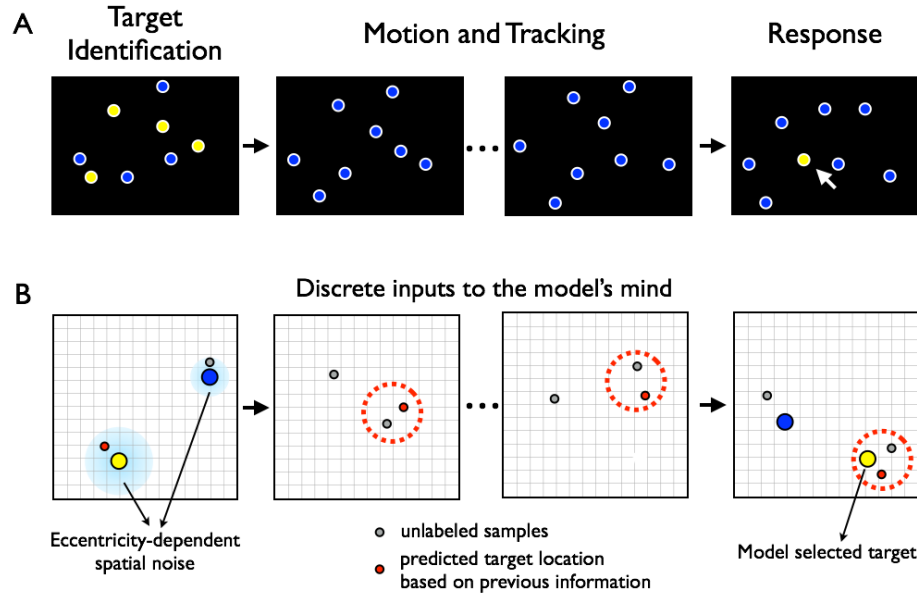 A
Target
Identification
Motion and Tracking
Response
B
Discrete inputs to the model's mind
Eccentricity-dependent
spatial noise
unlabeled samples
predicted target location
based on previous information
Model selected target